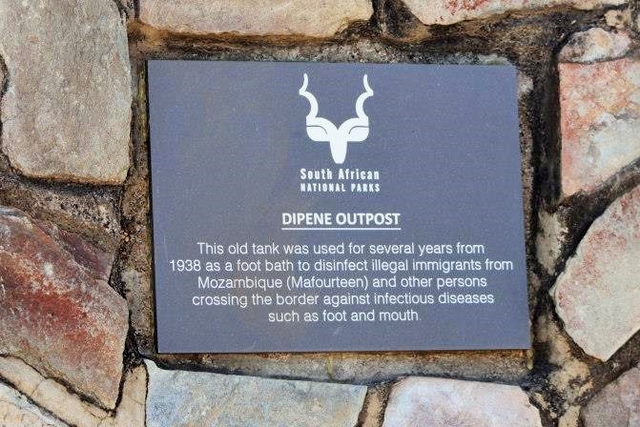 South African
NATIONAL PARKS
DIPENE OUTPOST
This old tank was used for several years from
1938 as a foot bath to disinfect illegal immigrants from
Mozambique (Mafourteen) and other persons
crossing the border against infectious diseases
such as foot and mouth.